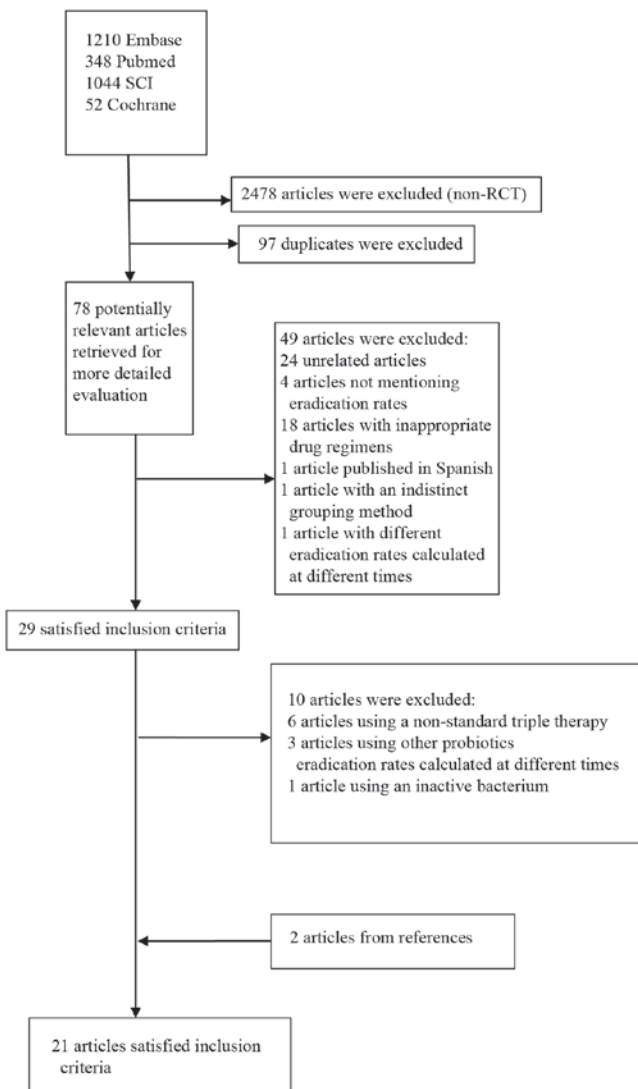 1210 Embase
348 Pubmed
1044 SCI
52 Cochrane
2478 articles were excluded (non-RCT)
97 duplicates were excluded
78 potentially
relevant articles
retrieved for
more detailed
evaluation
49 articles were excluded:
24 unrelated articles
4 articles not mentioning
eradication rates
18 articles with inappropriate
drug regimens
1 article published in Spanish
1 article with an indistinct
grouping method
1 article with different
eradication rates calculated
at different times
29 satisfied inclusion criteria
10 articles were excluded:
6 articles using a non-standard triple therapy
3 articles using other probiotics
eradication rates calculated at different times
1 article using an inactive bacterium
2 articles from references
21 articles satisfied inclusion
criteria